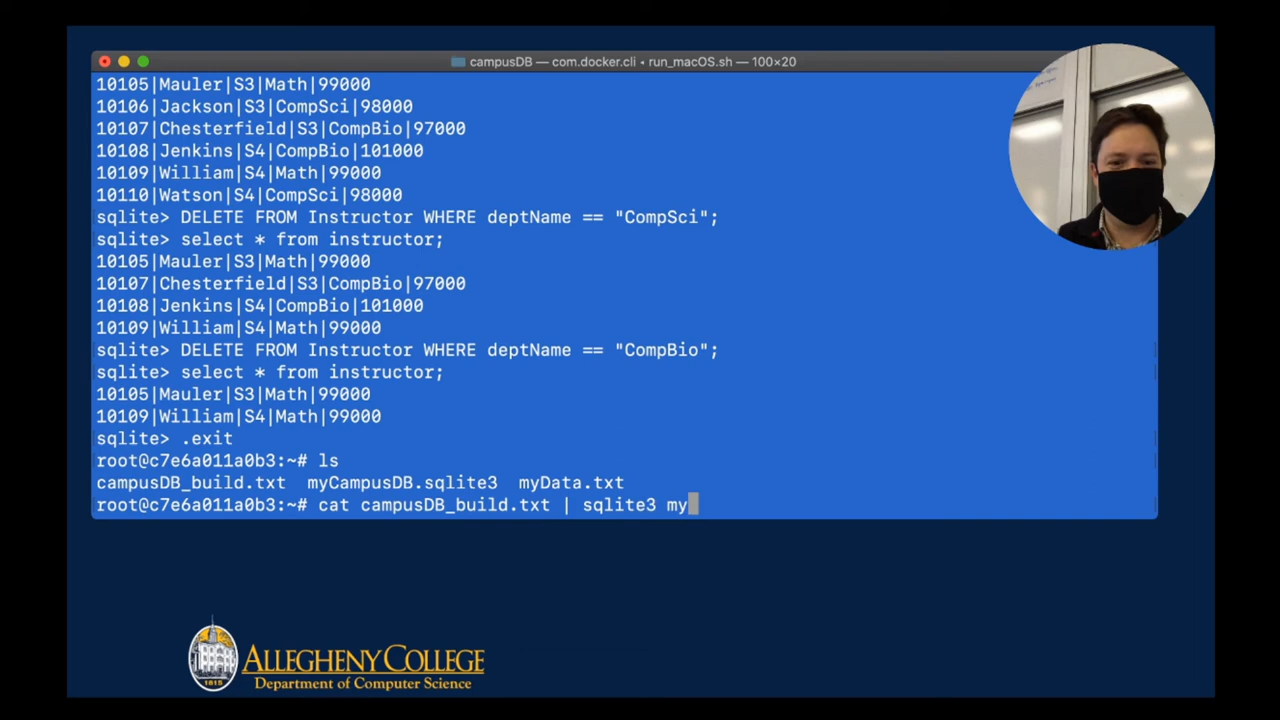 campusDB — com.docker.cli • run_macOS.sh — 100×20
10105|Mauler|S3|Math|99000
10106|Jackson|S3|CompSci|98000
10107|Chesterfield|S3|CompBio|97000
10108|Jenkins|S4|CompBio|101000
10109|William|S4|Math|99000
10110|Watson|S4|CompSci|98000
sqlite> DELETE FROM Instructor WHERE deptName == "CompSci";
sqlite> select * from instructor;
10105|Mauler|S3|Math|99000
10107|Chesterfield|S3|CompBio|97000
10108|Jenkins|S4|CompBio|101000
10109|William|S4|Math|99000
sqlite> DELETE FROM Instructor WHERE deptName == "CompBio";
sqlite> select * from instructor;
10105|Mauler|S3|Math|99000
10109|William|S4|Math|99000
sqlite> .exit
root@c7e6a011a0b3:~# ls
campusDB_build.txt  myCampusDB.sqlite3  myData.txt
root@c7e6a011a0b3:~# cat campusDB_build.txt | sqlite3 my
1815
ALLEGHENY COLLEGE
Department of Computer Science